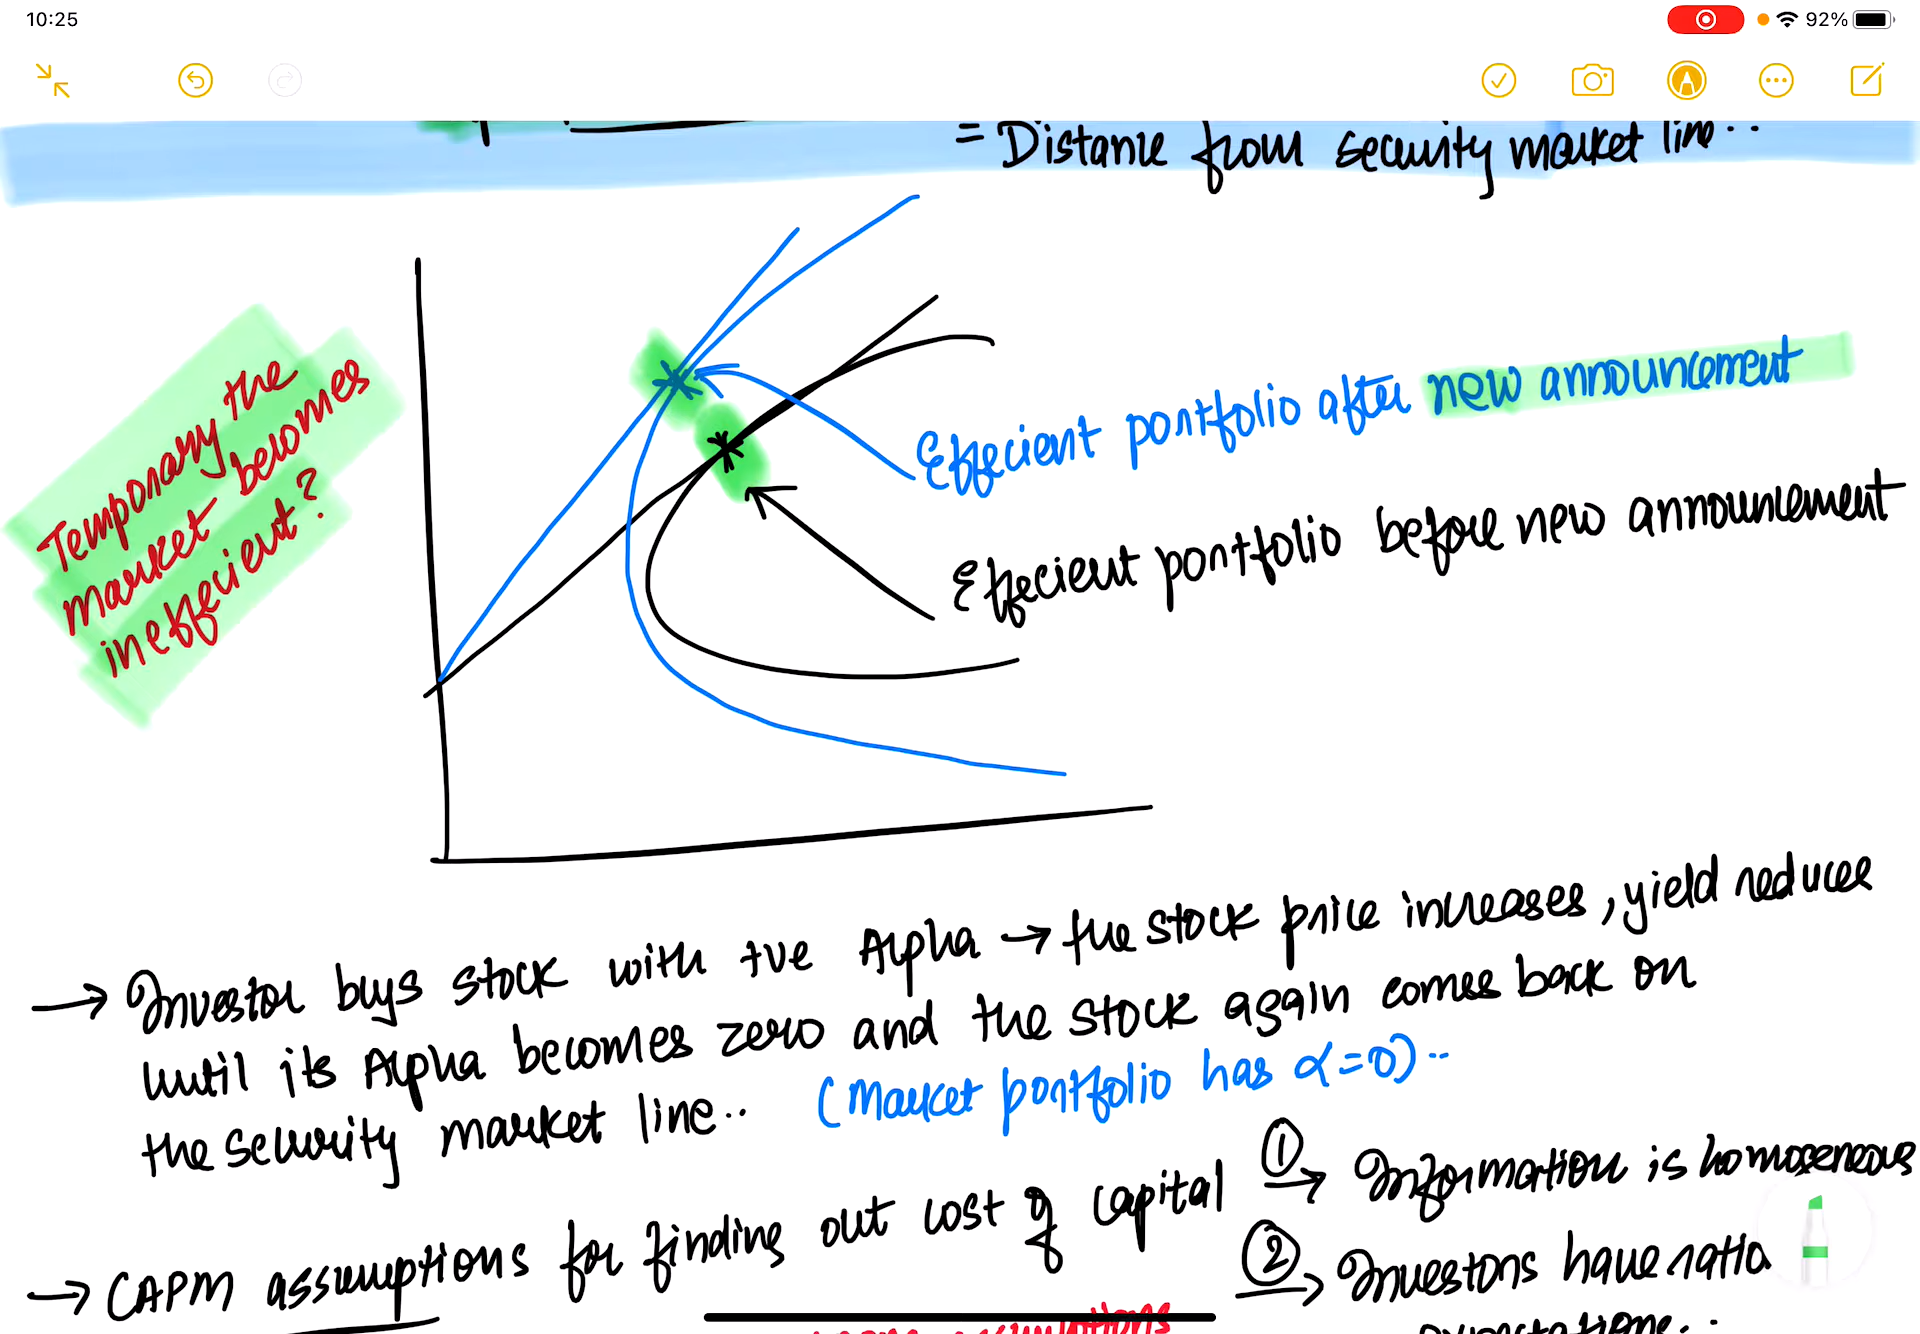 10:25
92%
= Distance from security market line..
Temporary the
market becomes
inefficient?
Effecient portfolio after new announcement
Effecient portfolio before new announcement
→ Investor buys stock with +ve Alpha → the stock price increases, yield reduces
until its Alpha becomes zero and the stock again comes back on
the security market line.. (Market portfolio has α=0)..
→ CAPM assumptions for finding out cost of capital
① → Information is homogeneous
② → Investors have ratio